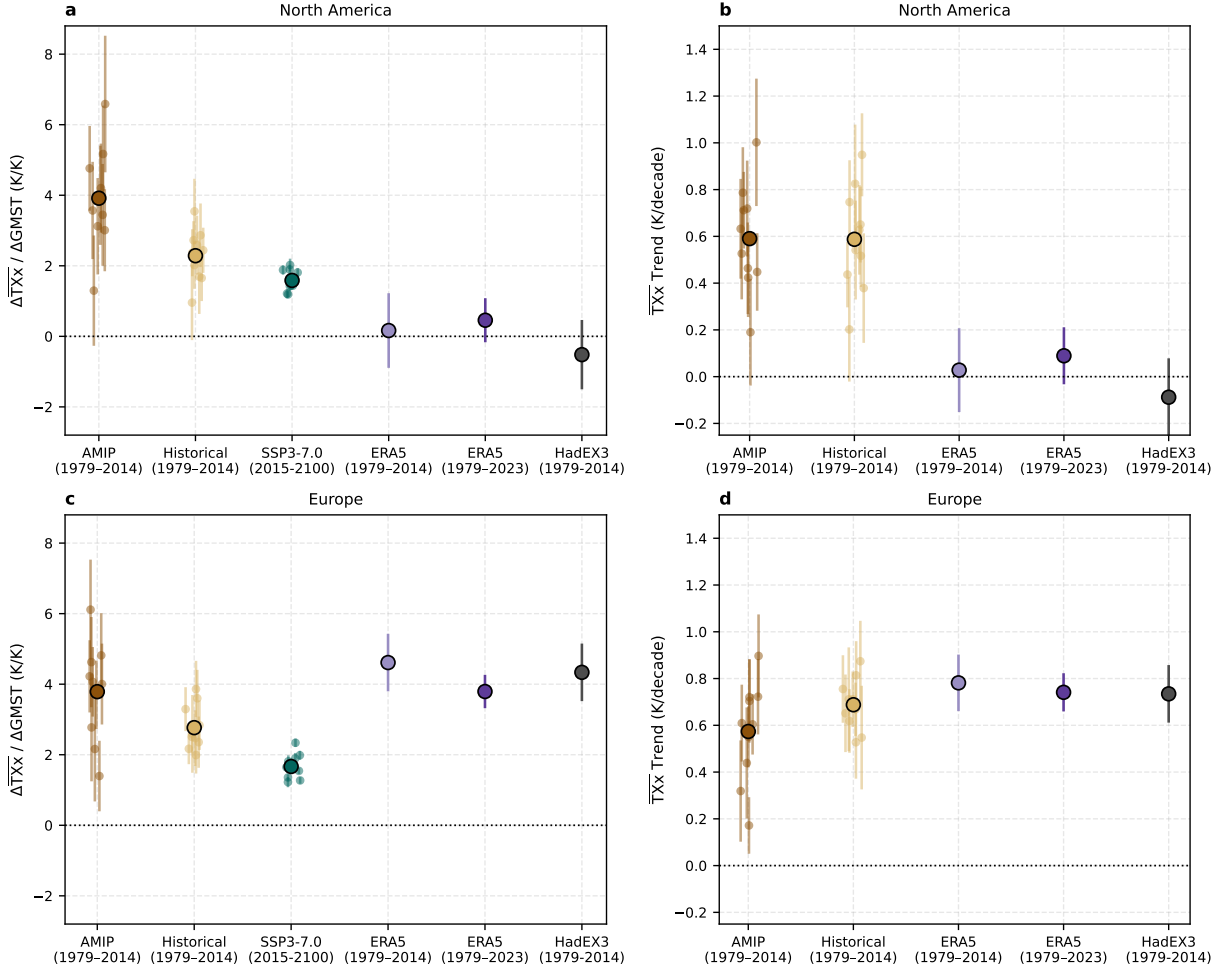 a
North America
ΔT̅X̅x̅ / ΔGMST (K/K)
8
6
4
2
0
−2
AMIP
(1979–2014)
Historical
(1979–2014)
SSP3-7.0
(2015-2100)
ERA5
(1979–2014)
ERA5
(1979–2023)
HadEX3
(1979-2014)
b
North America
T̅X̅x̅ Trend (K/decade)
1.4
1.2
1.0
0.8
0.6
0.4
0.2
0.0
−0.2
AMIP
(1979–2014)
Historical
(1979–2014)
ERA5
(1979–2014)
ERA5
(1979–2023)
HadEX3
(1979-2014)
c
Europe
ΔT̅X̅x̅ / ΔGMST (K/K)
8
6
4
2
0
−2
AMIP
(1979–2014)
Historical
(1979–2014)
SSP3-7.0
(2015-2100)
ERA5
(1979–2014)
ERA5
(1979–2023)
HadEX3
(1979-2014)
d
Europe
T̅X̅x̅ Trend (K/decade)
1.4
1.2
1.0
0.8
0.6
0.4
0.2
0.0
−0.2
AMIP
(1979–2014)
Historical
(1979–2014)
ERA5
(1979–2014)
ERA5
(1979–2023)
HadEX3
(1979-2014)